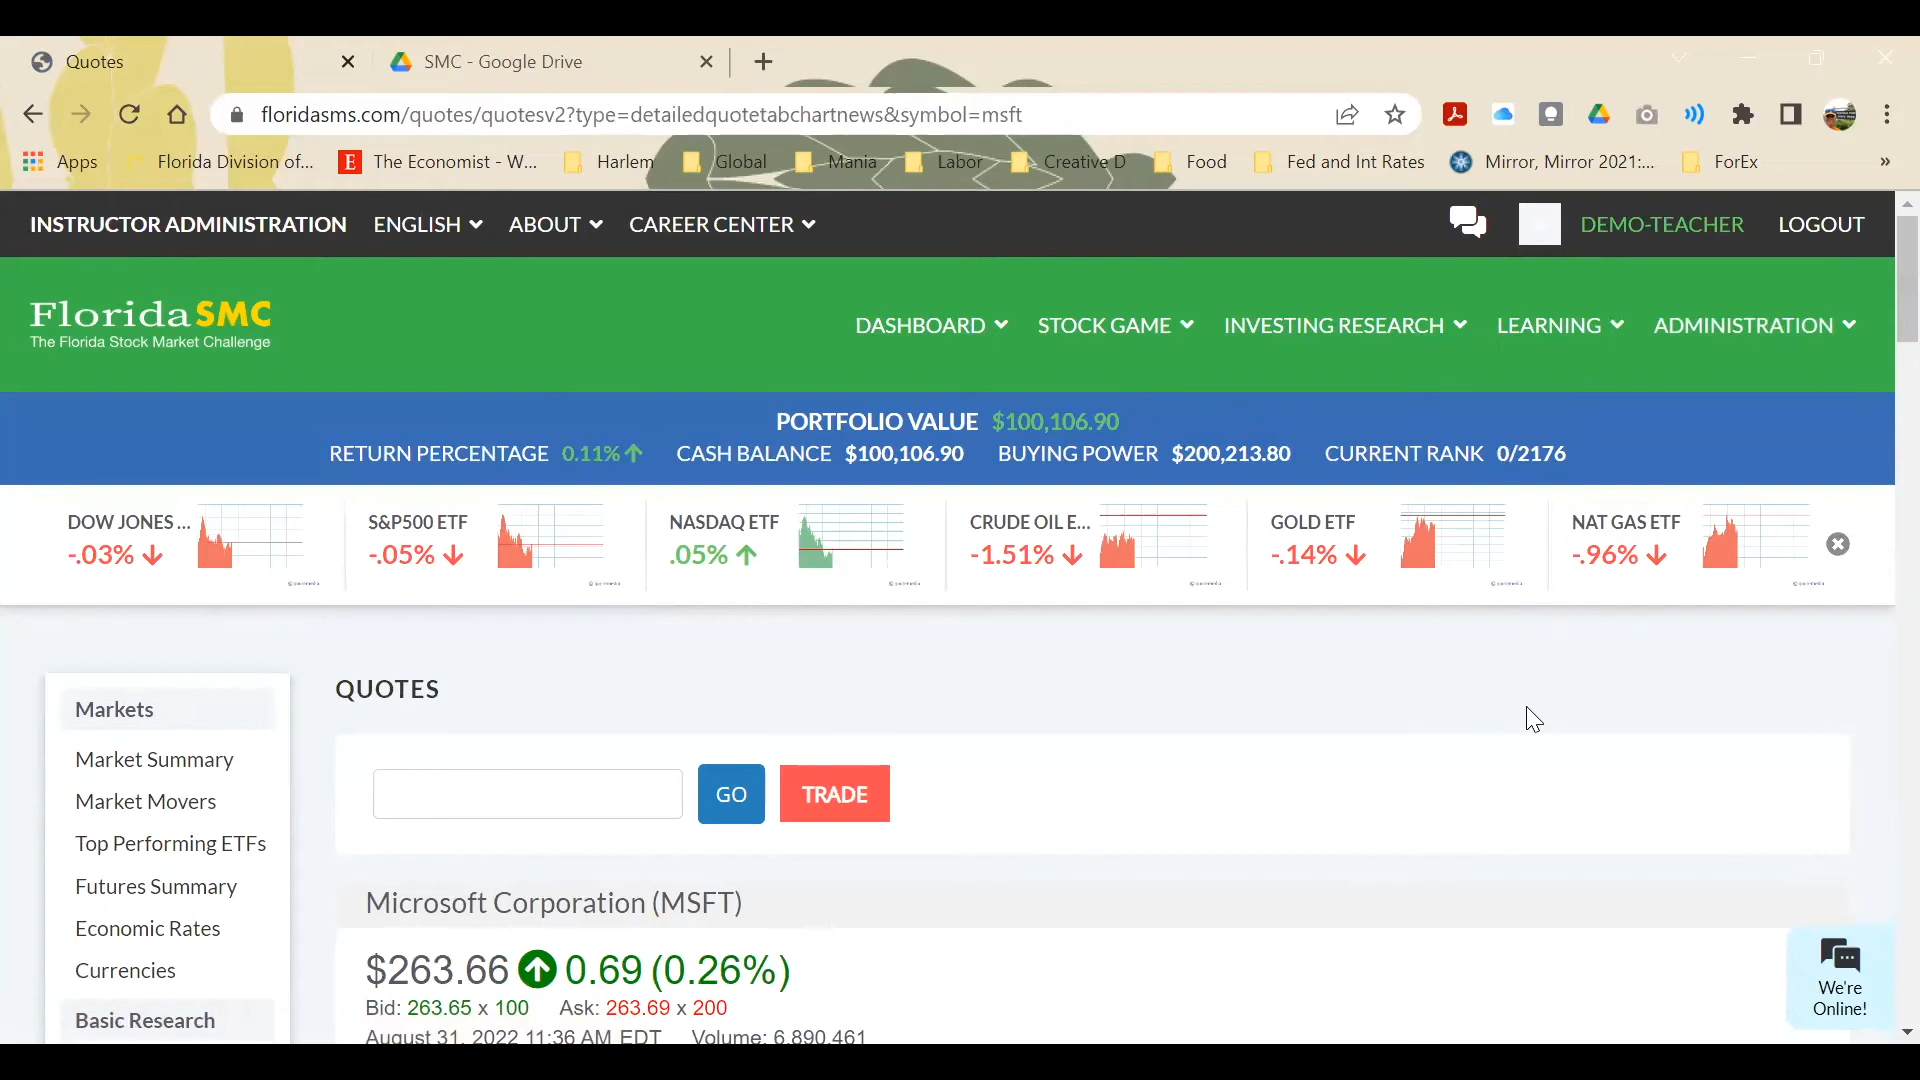 Quotes
SMC - Google Drive
floridasms.com/quotes/quotesv2?type=detailedquotetabchartnews&symbol=msft
Apps
Florida Division of...
E
The Economist - W...
Harlem
Global
Mania
Labor
Creative D
Food
Fed and Int Rates
Mirror, Mirror 2021:...
ForEx
»
INSTRUCTOR ADMINISTRATION
ENGLISH
ABOUT
CAREER CENTER
DEMO-TEACHER
LOGOUT
Florida SMC
The Florida Stock Market Challenge
DASHBOARD
STOCK GAME
INVESTING RESEARCH
LEARNING
ADMINISTRATION
PORTFOLIO VALUE $100,106.90
RETURN PERCENTAGE 0.11% CASH BALANCE $100,106.90 BUYING POWER $200,213.80 CURRENT RANK 0/2176
DOW JONES ...
-.03%
S&P500 ETF
-.05%
NASDAQ ETF
.05%
CRUDE OIL E...
-1.51%
GOLD ETF
-.14%
NAT GAS ETF
-.96%
Markets
Market Summary
Market Movers
Top Performing ETFs
Futures Summary
Economic Rates
Currencies
Basic Research
QUOTES
GO
TRADE
Microsoft Corporation (MSFT)
$263.66 0.69 (0.26%)
Bid: 263.65 x 100 Ask: 263.69 x 200
August 31, 2022 11:36 AM EDT Volume: 6,890,461
We're
Online!